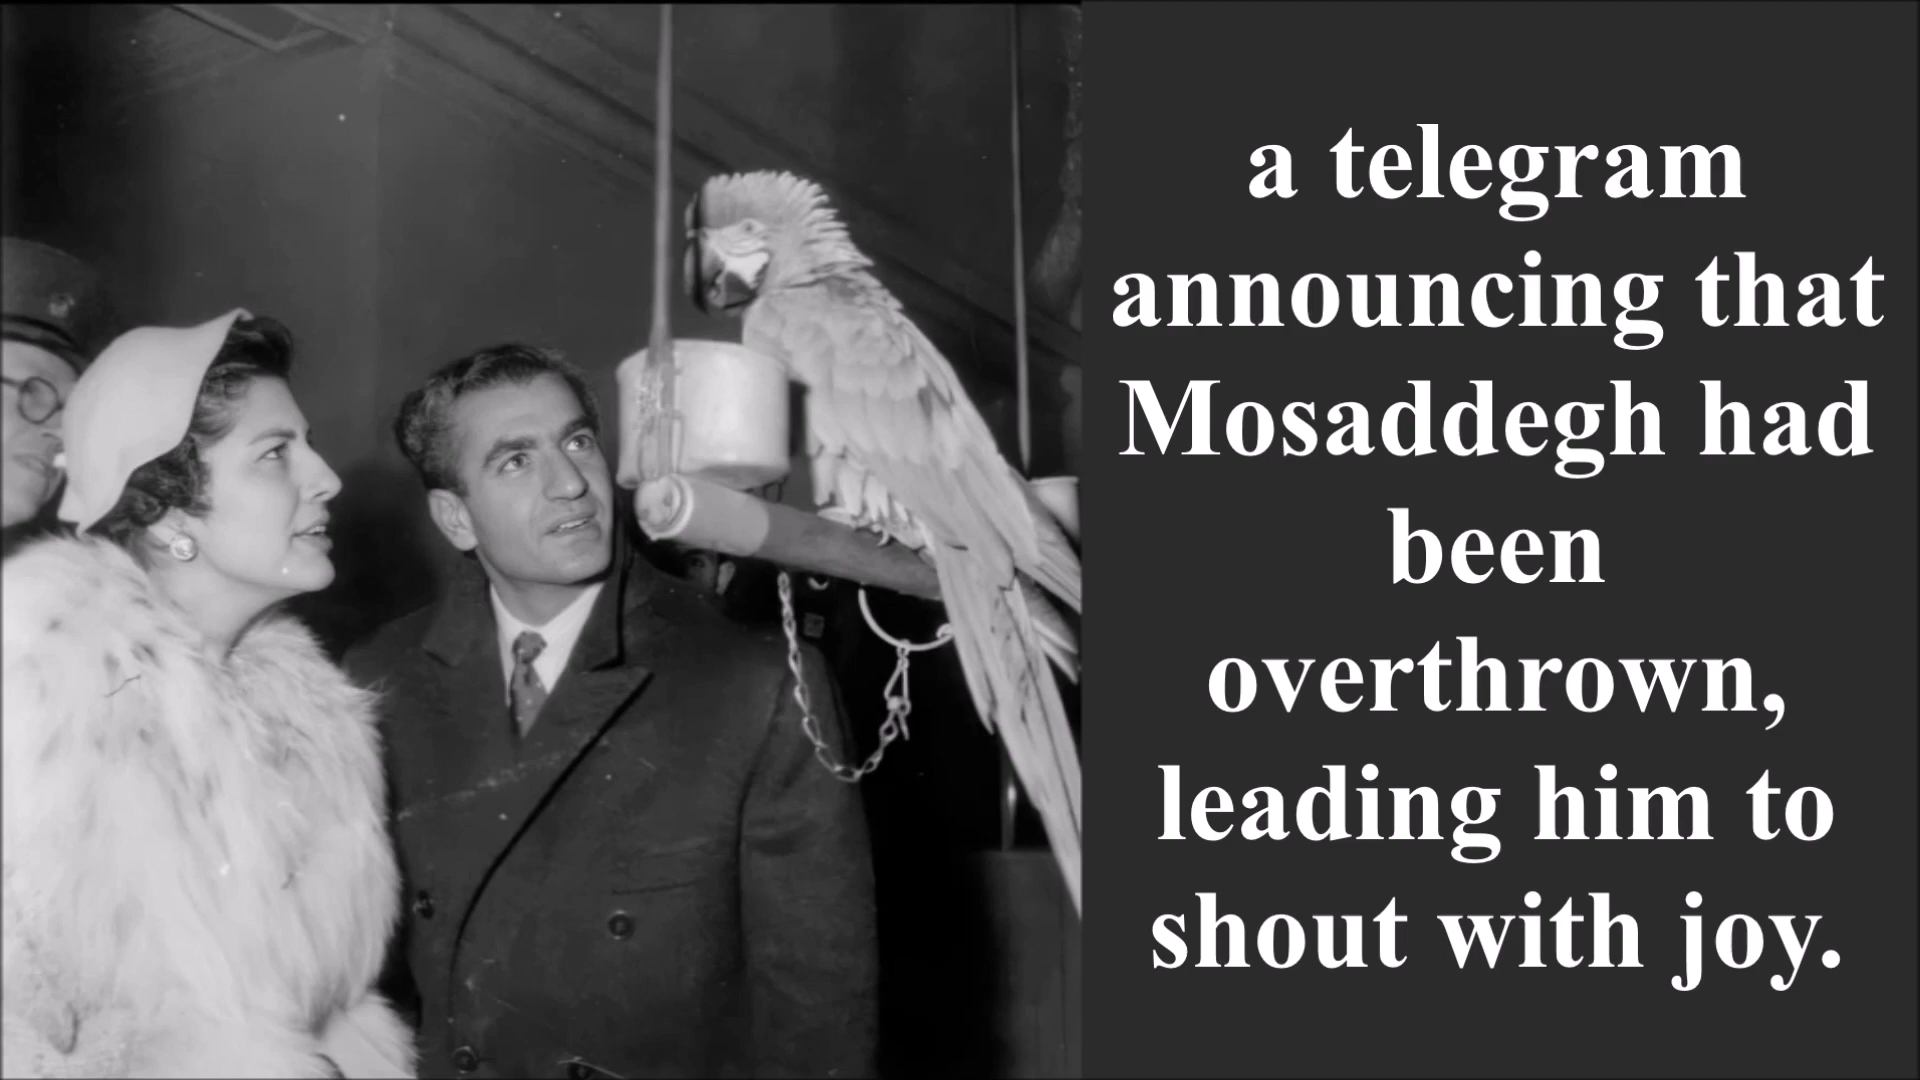 a telegram
announcing that
Mosaddegh had
been
overthrown,
leading him to
shout with joy.